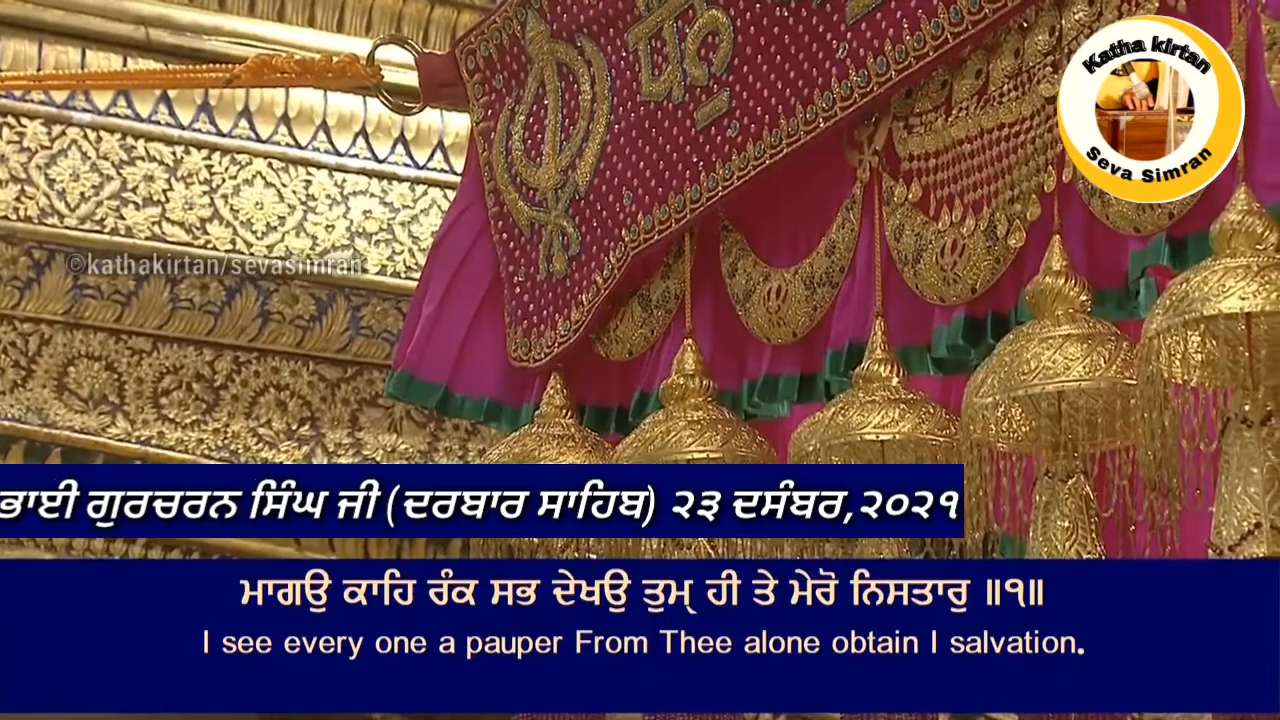 Katha kirtan
Seva Simran
©kathakirtan/sevasimran
ਭਾਈ ਗੁਰਚਰਨ ਸਿੰਘ ਜੀ (ਦਰਬਾਰ ਸਾਹਿਬ) ੨੩ ਦਸੰਬਰ,੨੦੨੧
ਮਾਗਉ ਕਾਹਿ ਰੰਕ ਸਭ ਦੇਖਉ ਤੁਮ੍ ਹੀ ਤੇ ਮੇਰੋ ਨਿਸਤਾਰੁ ॥੧॥
I see every one a pauper From Thee alone obtain I salvation.